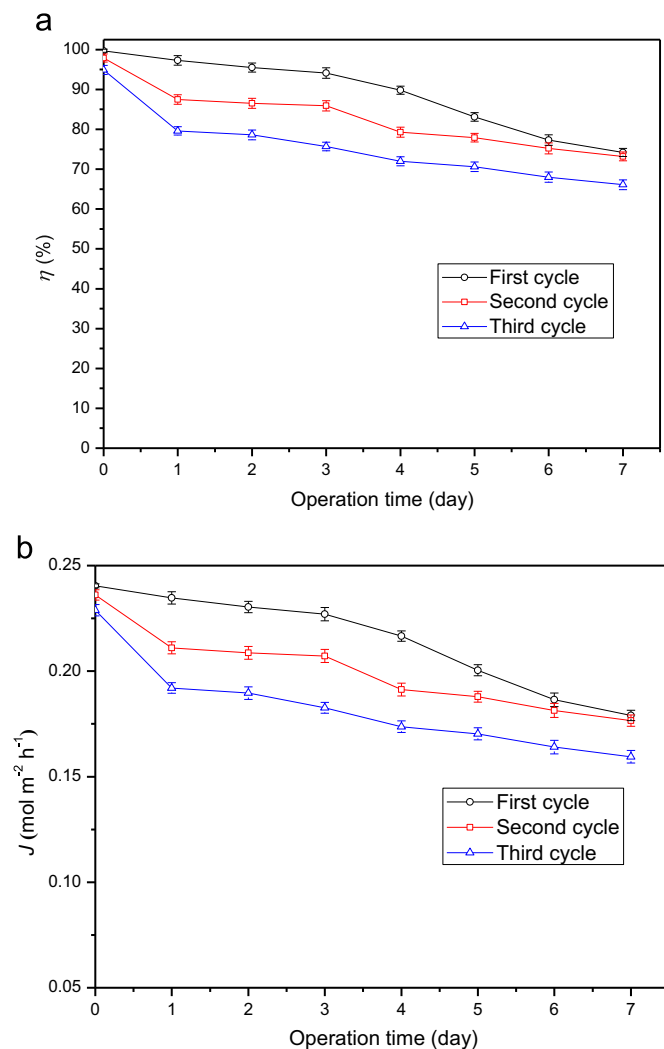 a
100
90
80
70
60
50
40
30
20
10
0
η (%)
First cycle
Second cycle
Third cycle
0 1 2 3 4 5 6 7
Operation time (day)
b
0.25
0.20
0.15
0.10
0.05
J (mol m⁻² h⁻¹)
First cycle
Second cycle
Third cycle
0 1 2 3 4 5 6 7
Operation time (day)